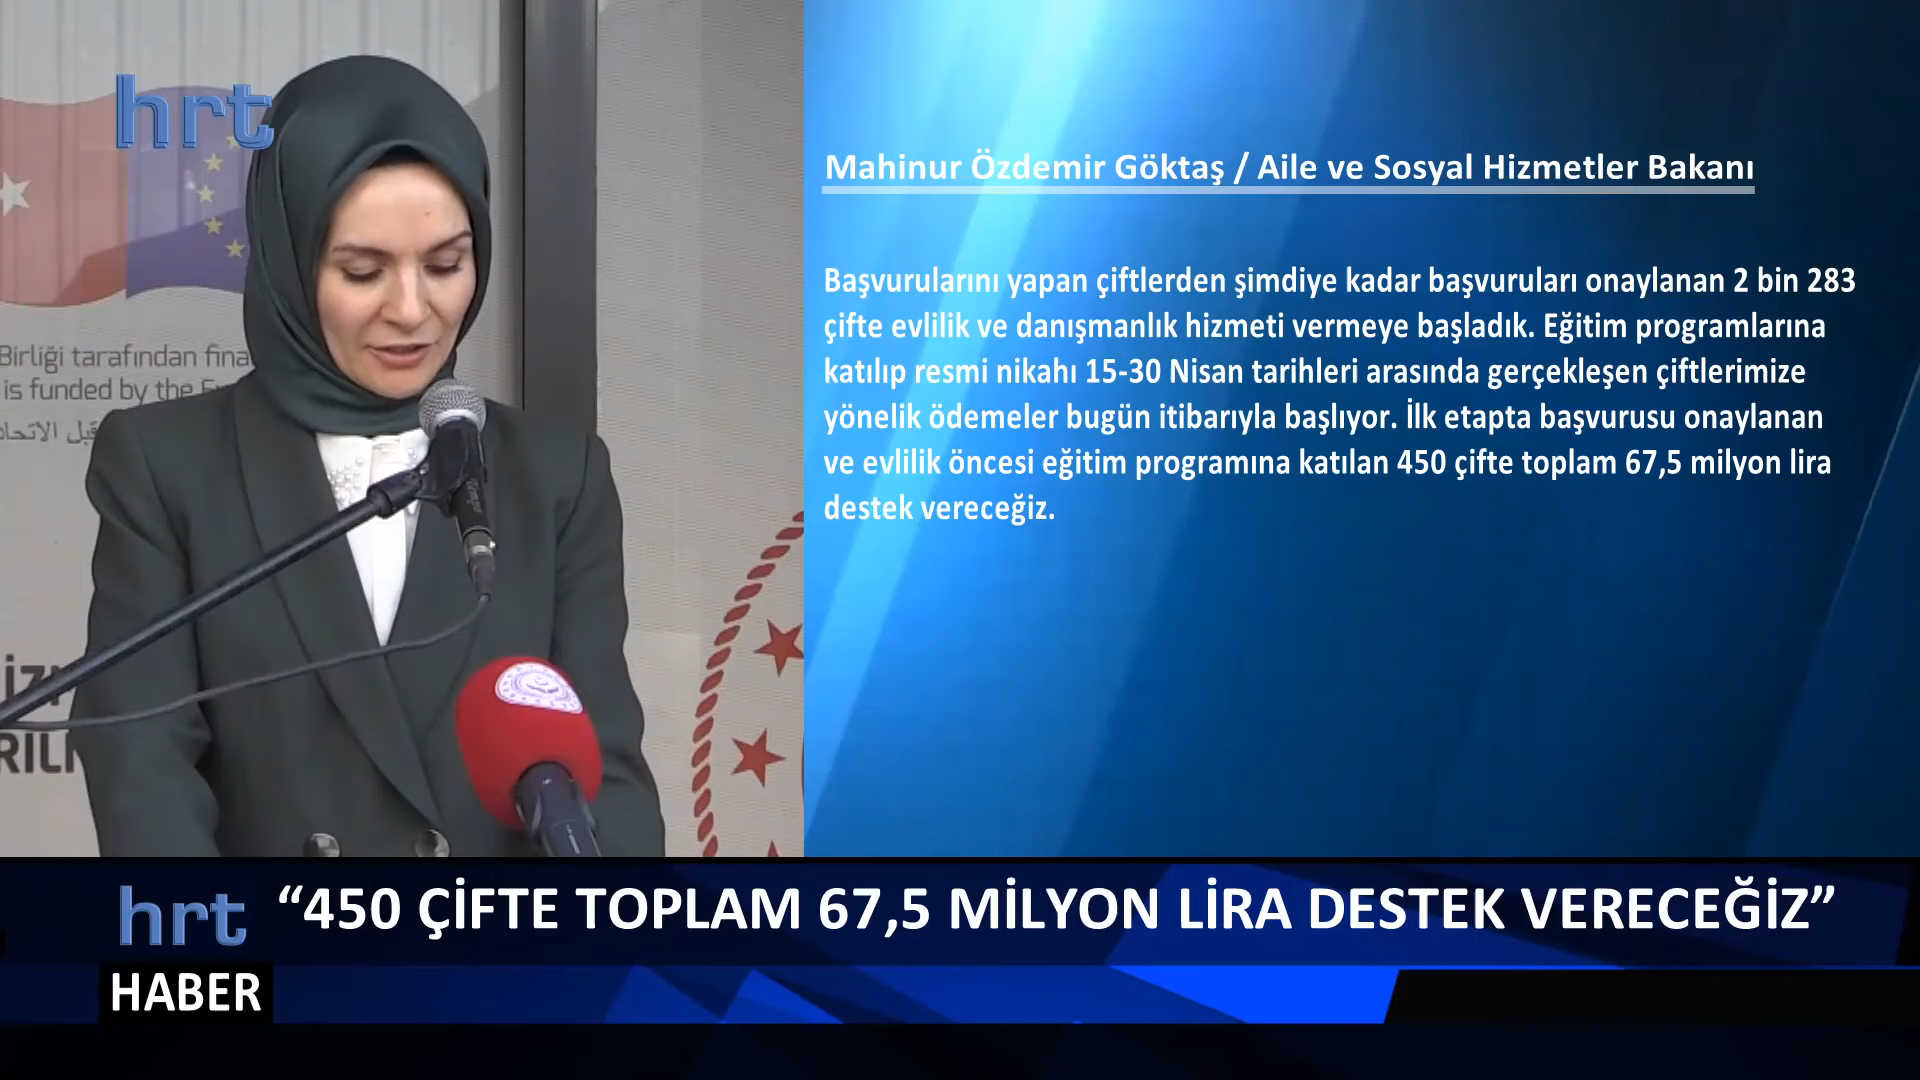 hrt
Mahinur Özdemir Göktaş / Aile ve Sosyal Hizmetler Bakanı
Başvurularını yapan çiftlerden şimdiye kadar başvuruları onaylanan 2 bin 283
çifte evlilik ve danışmanlık hizmeti vermeye başladık. Eğitim programlarına
katılıp resmi nikahı 15-30 Nisan tarihleri arasında gerçekleşen çiftlerimize
yönelik ödemeler bugün itibarıyla başlıyor. İlk etapta başvurusu onaylanan
ve evlilik öncesi eğitim programına katılan 450 çifte toplam 67,5 milyon lira
destek vereceğiz.
Birliği tarafından
is funded by the
قبل
hrt “450 ÇİFTE TOPLAM 67,5 MİLYON LİRA DESTEK VERECEĞİZ”
HABER